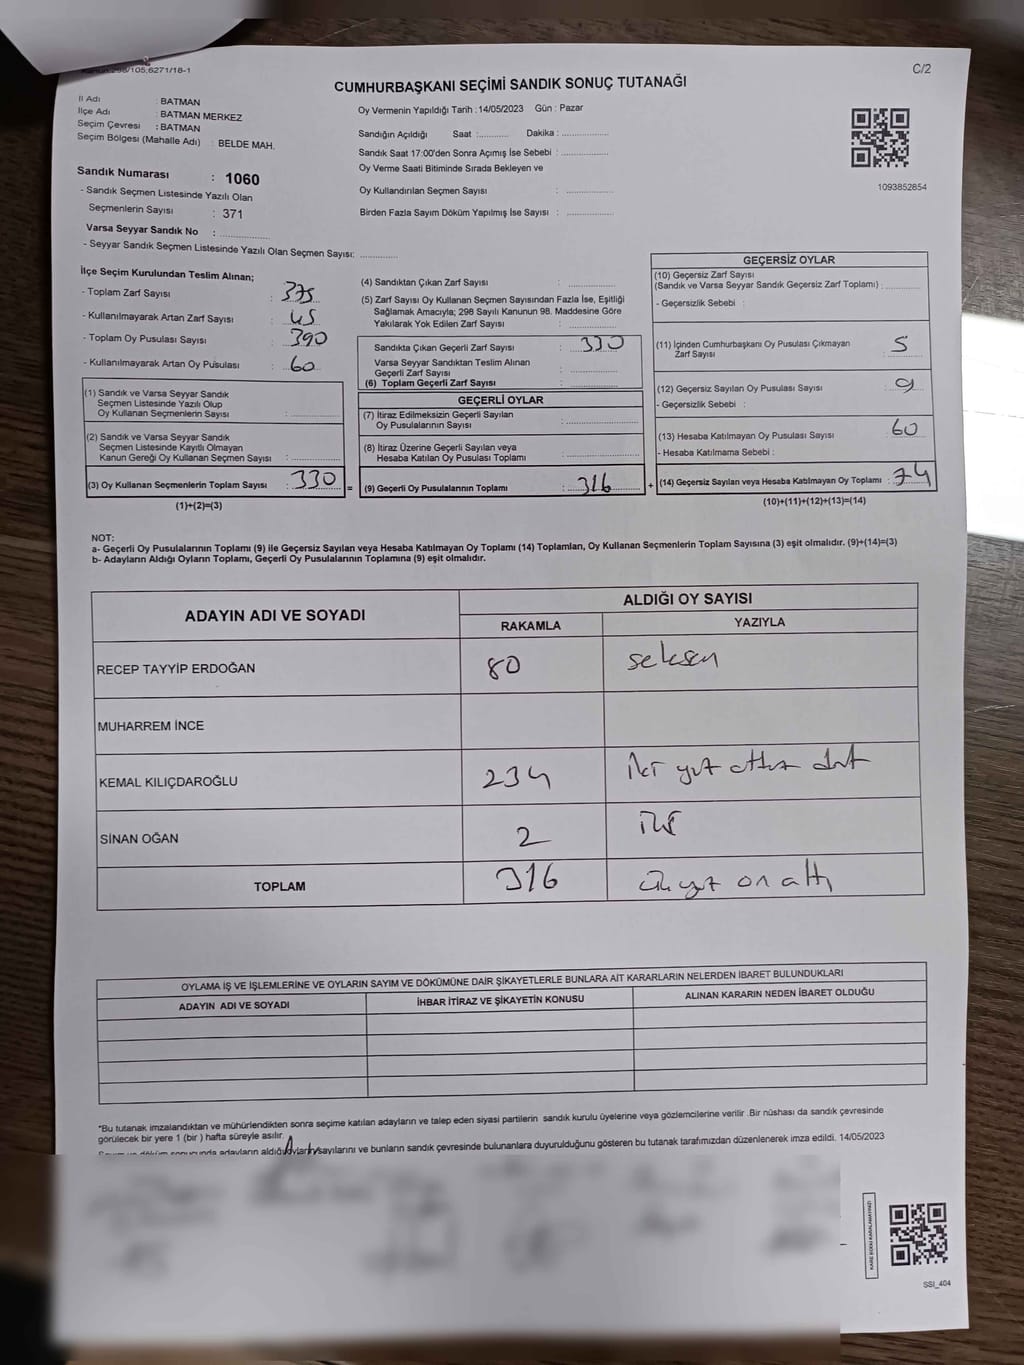 298/105;6271/18-1
C/2
CUMHURBAŞKANI SEÇİMİ SANDIK SONUÇ TUTANAĞI
İl Adı : BATMAN
İlçe Adı : BATMAN MERKEZ
Seçim Çevresi : BATMAN
Seçim Bölgesi (Mahalle Adı) : BELDE MAH.
Sandık Numarası : 1060
- Sandık Seçmen Listesinde Yazılı Olan
Seçmenlerin Sayısı : 371
Varsa Seyyar Sandık No : ..............
- Seyyar Sandık Seçmen Listesinde Yazılı Olan Seçmen Sayısı: ............
Oy Vermenin Yapıldığı Tarih : 14/05/2023 Gün : Pazar
Sandığın Açıldığı Saat :.......... Dakika : ..............
Sandık Saat 17:00'den Sonra Açımış İse Sebebi : ..............
Oy Verme Saati Bitiminde Sırada Bekleyen ve
Oy Kullandırılan Seçmen Sayısı : ..............
Birden Fazla Sayım Döküm Yapılmış İse Sayısı : ..............
1093852854
İlçe Seçim Kurulundan Teslim Alınan;
- Toplam Zarf Sayısı : 375
- Kullanılmayarak Artan Zarf Sayısı : 45
- Toplam Oy Pusulası Sayısı : 390
- Kullanılmayarak Artan Oy Pusulası : 60
(1) Sandık ve Varsa Seyyar Sandık
Seçmen Listesinde Yazılı Olup
Oy Kullanan Seçmenlerin Sayısı : ..............
(2) Sandık ve Varsa Seyyar Sandık
Seçmen Listesinde Kayıtlı Olmayan
Kanun Gereği Oy Kullanan Seçmen Sayısı : ..............
(3) Oy Kullanan Seçmenlerin Toplam Sayısı : 330 =
(1)+(2)=(3)
(4) Sandıktan Çıkan Zarf Sayısı : ..............
(5) Zarf Sayısı Oy Kullanan Seçmen Sayısından Fazla İse, Eşitliği
Sağlamak Amacıyla; 298 Sayılı Kanunun 98. Maddesine Göre
Yakılarak Yok Edilen Zarf Sayısı : ..............
Sandıkta Çıkan Geçerli Zarf Sayısı : 330
Varsa Seyyar Sandıktan Teslim Alınan
Geçerli Zarf Sayısı : ..............
(6) Toplam Geçerli Zarf Sayısı : ..............
GEÇERLİ OYLAR
(7) İtiraz Edilmeksizin Geçerli Sayılan
Oy Pusulalarının Sayısı : ..............
(8) İtiraz Üzerine Geçerli Sayılan veya
Hesaba Katılan Oy Pusulası Toplamı : ..............
(9) Geçerli Oy Pusulalarının Toplamı : 316 +
GEÇERSİZ OYLAR
(10) Geçersiz Zarf Sayısı
(Sandık ve Varsa Seyyar Sandık Geçersiz Zarf Toplamı) : ............
- Geçersizlik Sebebi :
(11) İçinden Cumhurbaşkanı Oy Pusulası Çıkmayan
Zarf Sayısı : 5
(12) Geçersiz Sayılan Oy Pusulası Sayısı : 9
- Geçersizlik Sebebi :
(13) Hesaba Katılmayan Oy Pusulası Sayısı : 60
- Hesaba Katılmama Sebebi :
(14) Geçersiz Sayılan veya Hesaba Katılmayan Oy Toplamı : 74
(10)+(11)+(12)+(13)=(14)
NOT:
a- Geçerli Oy Pusulalarının Toplamı (9) ile Geçersiz Sayılan veya Hesaba Katılmayan Oy Toplamı (14) Toplamları, Oy Kullanan Seçmenlerin Toplam Sayısına (3) eşit olmalıdır. (9)+(14)=(3)
b- Adayların Aldığı Oyların Toplamı, Geçerli Oy Pusulalarının Toplamına (9) eşit olmalıdır.
ADAYIN ADI VE SOYADI
ALDIĞI OY SAYISI
RAKAMLA YAZIYLA
RECEP TAYYİP ERDOĞAN 80 seksen
MUHARREM İNCE
KEMAL KILIÇDAROĞLU 234 iki yüz otuz dört
SİNAN OĞAN 2 iki
TOPLAM 316 üç yüz on altı
OYLAMA İŞ VE İŞLEMLERİNE VE OYLARIN SAYIM VE DÖKÜMÜNE DAİR ŞİKAYETLERLE BUNLARA AİT KARARLARIN NELERDEN İBARET BULUNDUKLARI
ADAYIN ADI VE SOYADI İHBAR İTİRAZ VE ŞİKAYETİN KONUSU ALINAN KARARIN NEDEN İBARET OLDUĞU
*Bu tutanak imzalandıktan ve mühürlendikten sonra seçime katılan adayların ve talep eden siyasi partilerin sandık kurulu üyelerine veya gözlemcilerine verilir .Bir nüshası da sandık çevresinde
görülecek bir yere 1 (bir ) hafta süreyle asılır.
Sayım ve döküm sonucunda adayların aldığı oyların sayılarını ve bunların sandık çevresinde bulunanlara duyurulduğunu gösteren bu tutanak tarafımızdan düzenlenerek imza edildi. 14/05/2023
KARE KODU KARALAMAYINIZ!
SSI_404